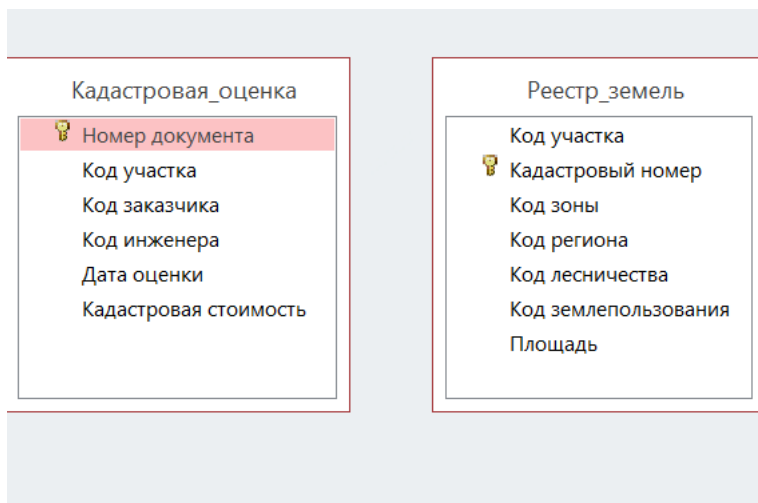 Кадастровая_оценка
Номер документа
Код участка
Код заказчика
Код инженера
Дата оценки
Кадастровая стоимость
Реестр_земель
Код участка
Кадастровый номер
Код зоны
Код региона
Код лесничества
Код землепользования
Площадь